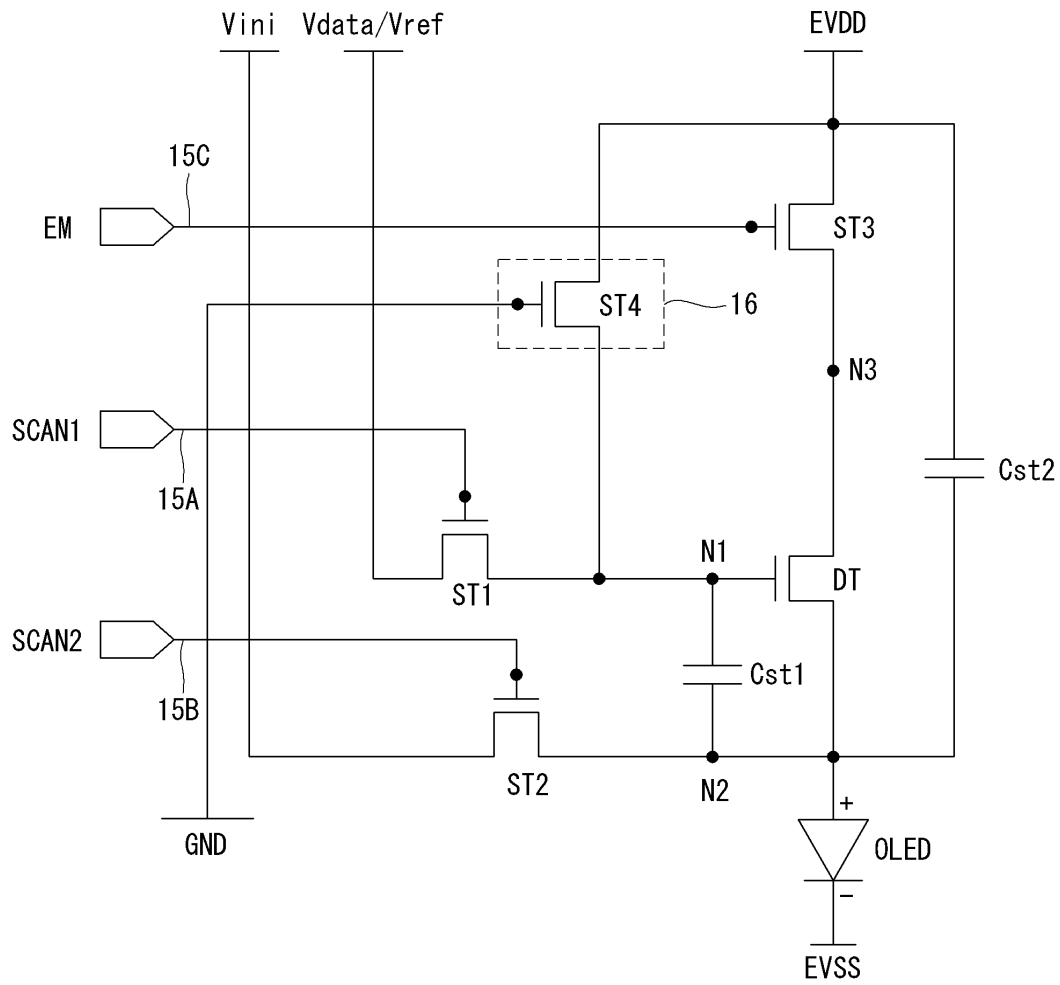 Vini
Vdata/Vref
EVDD
15C
EM
ST3
ST4
16
N3
SCAN1
15A
Cst2
N1
ST1
DT
SCAN2
15B
Cst1
ST2
N2
GND
+
OLED
−
EVSS